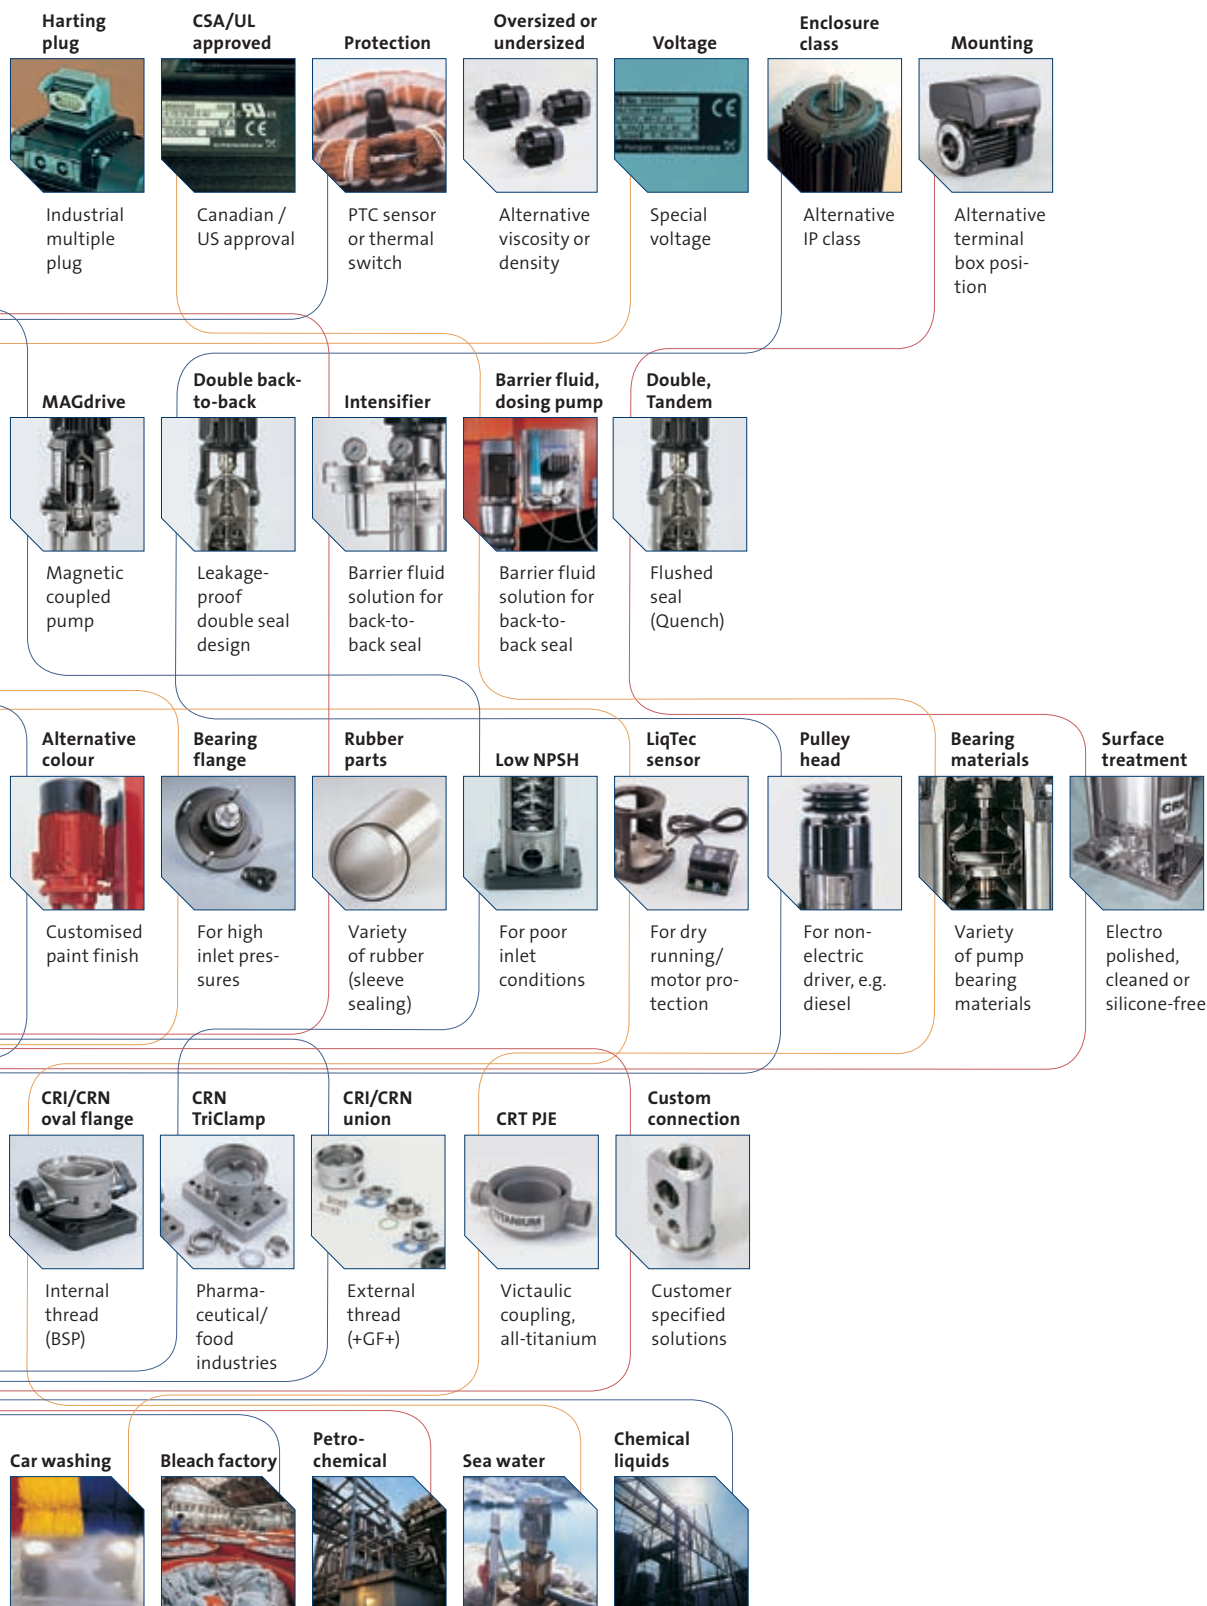 Harting
plug
CSA/UL
approved
Protection
Oversized or
undersized
Voltage
Enclosure
class
Mounting
Industrial
multiple
plug
Canadian /
US approval
PTC sensor
or thermal
switch
Alternative
viscosity or
density
Special
voltage
Alternative
IP class
Alternative
terminal
box posi-
tion
MAGdrive
Double back-
to-back
Intensifier
Barrier fluid,
dosing pump
Double,
Tandem
Magnetic
coupled
pump
Leakage-
proof
double seal
design
Barrier fluid
solution for
back-to-
back seal
Barrier fluid
solution for
back-to-
back seal
Flushed
seal
(Quench)
Alternative
colour
Bearing
flange
Rubber
parts
Low NPSH
LiqTec
sensor
Pulley
head
Bearing
materials
Surface
treatment
CRN
Customised
paint finish
For high
inlet pres-
sures
Variety
of rubber
(sleeve
sealing)
For poor
inlet
conditions
For dry
running/
motor pro-
tection
For non-
electric
driver, e.g.
diesel
Variety
of pump
bearing
materials
Electro
polished,
cleaned or
silicone-free
CRI/CRN
oval flange
CRN
TriClamp
CRI/CRN
union
CRT PJE
Custom
connection
TITANIUM
Internal
thread
(BSP)
Pharma-
ceutical/
food
industries
External
thread
(+GF+)
Victaulic
coupling,
all-titanium
Customer
specified
solutions
Car washing
Bleach factory
Petro-
chemical
Sea water
Chemical
liquids